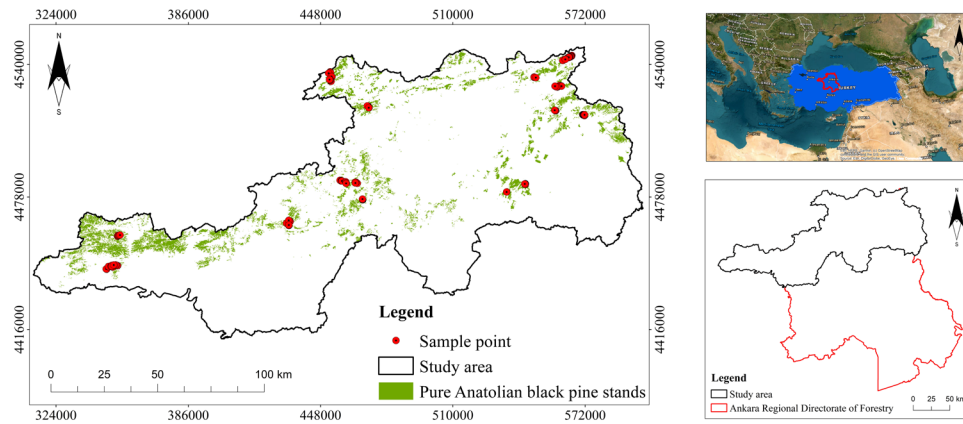 324000 386000 448000 510000 572000
N
S
4540000 4540000
4478000 4478000
4416000 4416000
Legend
Sample point
Study area
Pure Anatolian black pine stands
0 25 50 100 km
324000 386000 448000 510000 572000
TURKEY
N
S
Legend
Study area
Ankara Regional Directorate of Forestry
0 25 50 km